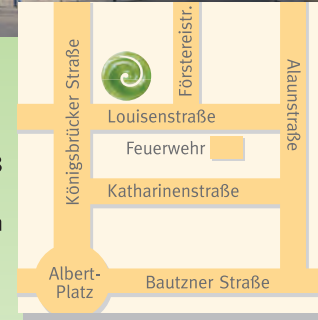 Königsbrücker Straße
Förstereistr.
Alaunstraße
Louisenstraße
Feuerwehr
Katharinenstraße
Albert-
Platz
Bautzner Straße